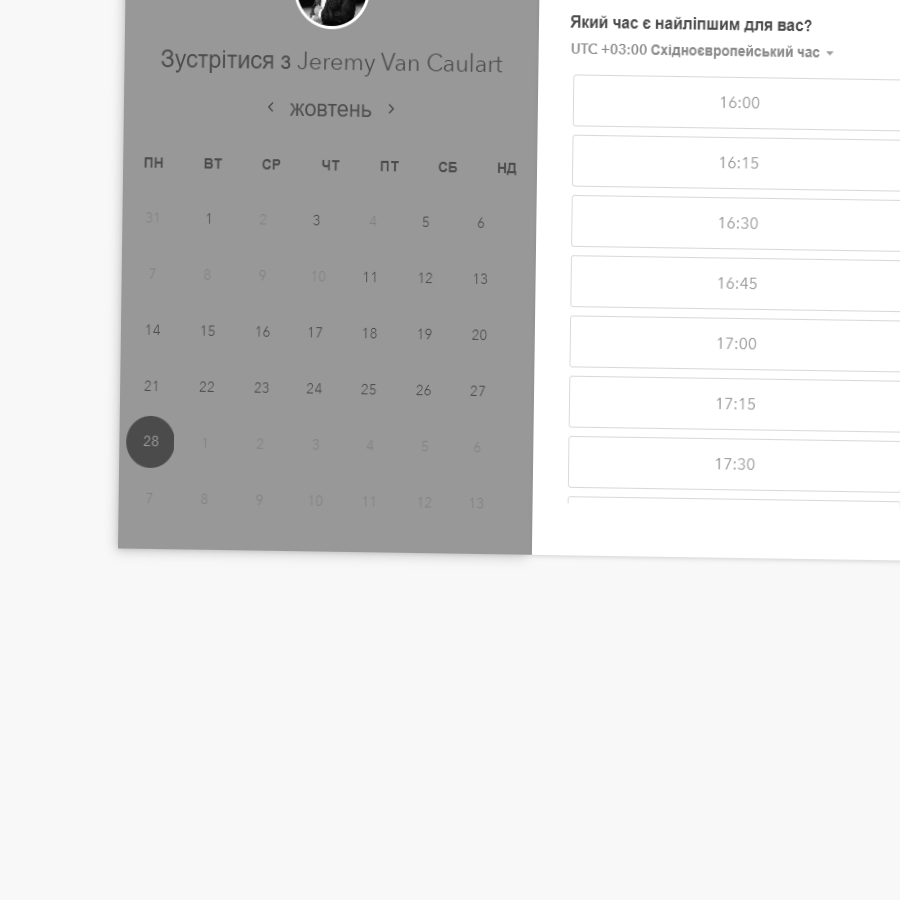 Зустрітися з Jeremy Van Caulart
жовтень
ПН ВТ СР ЧТ ПТ СБ НД
31 1 2 3 4 5 6
7 8 9 10 11 12 13
14 15 16 17 18 19 20
21 22 23 24 25 26 27
28 1 2 3 4 5 6
7 8 9 10 11 12 13
Який час є найліпшим для вас?
UTC +03:00 Східноєвропейський час
16:00
16:15
16:30
16:45
17:00
17:15
17:30